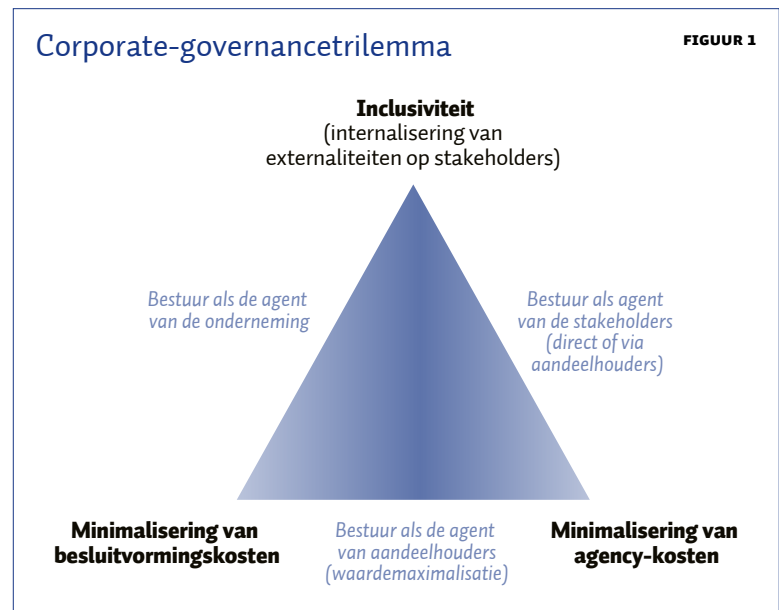 Corporate-governancetrilemma
FIGUUR 1
Inclusiviteit
(internalisering van
externaliteiten op stakeholders)
Bestuur als de agent
van de onderneming
Bestuur als agent
van de stakeholders
(direct of via
aandeelhouders)
Minimalisering van
besluitvormingskosten
Bestuur als de agent
van aandeelhouders
(waardemaximalisatie)
Minimalisering van
agency-kosten